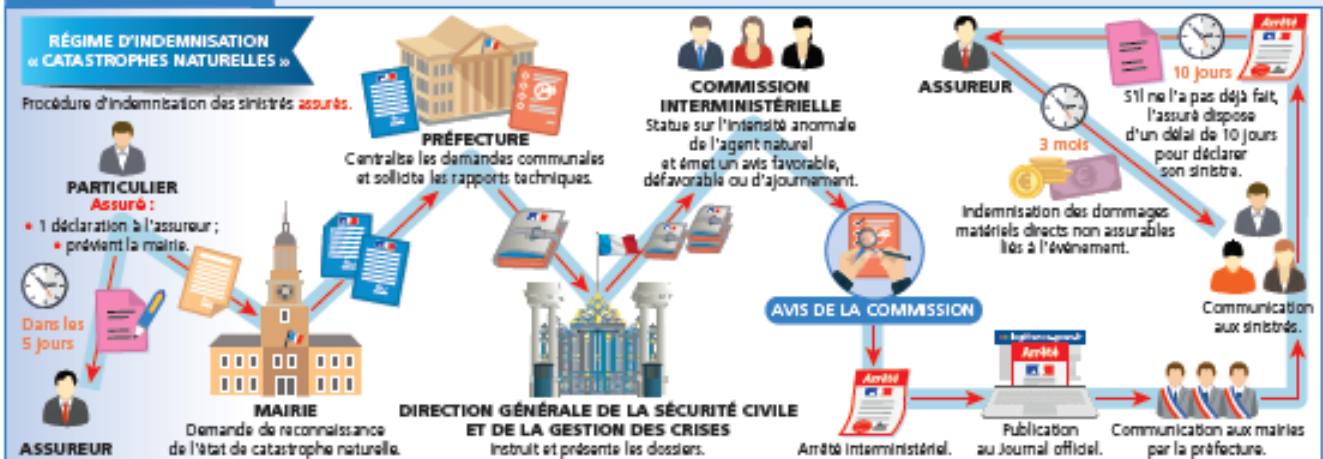 RÉGIME D'INDEMNISATION
« CATASTROPHES NATURELLES »
Procédure d'indemnisation des sinistrés assurés.
PARTICULIER
Assuré :
• 1 déclaration à l'assureur ;
• prévient la mairie.
Dans les
5 jours
ASSUREUR
MAIRIE
Demande de reconnaissance
de l'état de catastrophe naturelle.
PRÉFECTURE
Centralise les demandes communales
et sollicite les rapports techniques.
DIRECTION GÉNÉRALE DE LA SÉCURITÉ CIVILE
ET DE LA GESTION DES CRISES
Instruit et présente les dossiers.
COMMISSION
INTERMINISTÉRIELLE
Statue sur l'intensité anormale
de l'agent naturel
et émet un avis favorable,
défavorable ou d'ajournement.
AVIS DE LA COMMISSION
Arrêté
Arrêté interministériel.
Arrêté
Publication
au Journal officiel.
Communication aux mairies
par la préfecture.
Arrêté
10 jours
S'il ne l'a pas déjà fait,
l'assuré dispose
d'un délai de 10 jours
pour déclarer
son sinistre.
ASSUREUR
3 mois
Indemnisation des dommages
matériels directs non assurables
liés à l'évènement.
Communication
aux sinistrés.